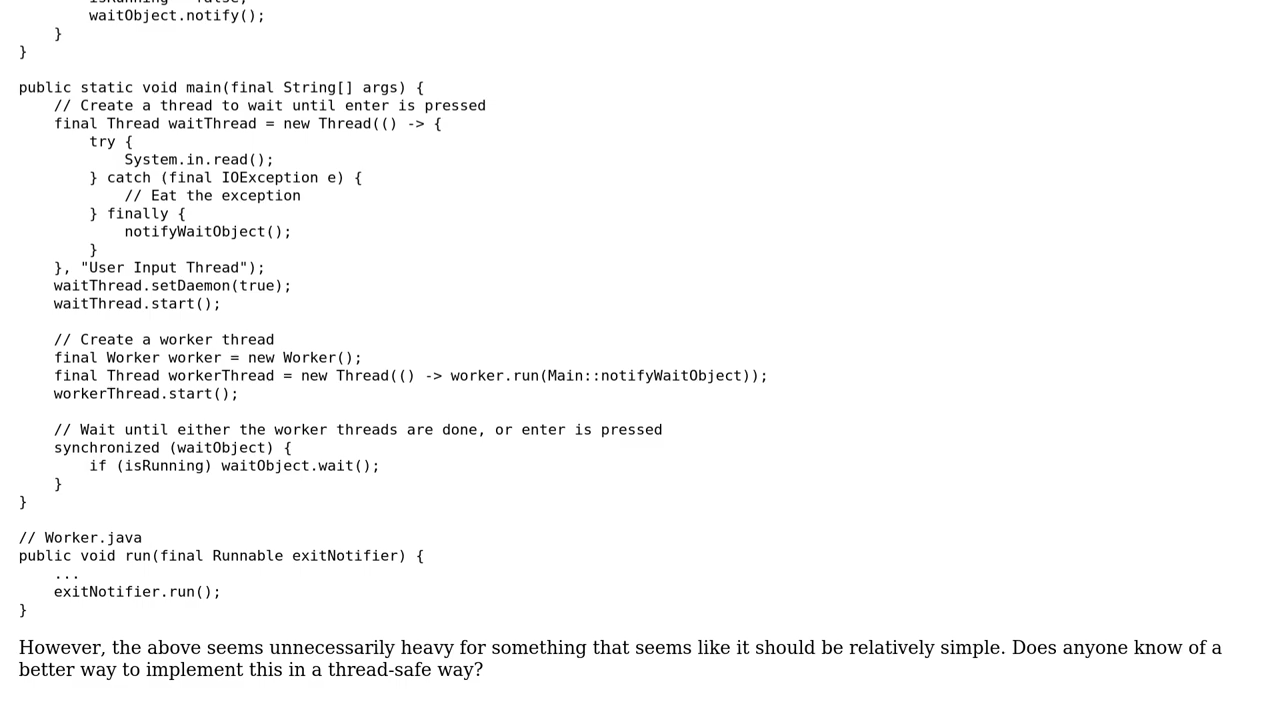 isRunning = false;
        waitObject.notify();
    }
}

public static void main(final String[] args) {
    // Create a thread to wait until enter is pressed
    final Thread waitThread = new Thread(() -> {
        try {
            System.in.read();
        } catch (final IOException e) {
            // Eat the exception
        } finally {
            notifyWaitObject();
        }
    }, "User Input Thread");
    waitThread.setDaemon(true);
    waitThread.start();

    // Create a worker thread
    final Worker worker = new Worker();
    final Thread workerThread = new Thread(() -> worker.run(Main::notifyWaitObject));
    workerThread.start();

    // Wait until either the worker threads are done, or enter is pressed
    synchronized (waitObject) {
        if (isRunning) waitObject.wait();
    }
}

// Worker.java
public void run(final Runnable exitNotifier) {
    ...
    exitNotifier.run();
}

However, the above seems unnecessarily heavy for something that seems like it should be relatively simple. Does anyone know of a
better way to implement this in a thread-safe way?